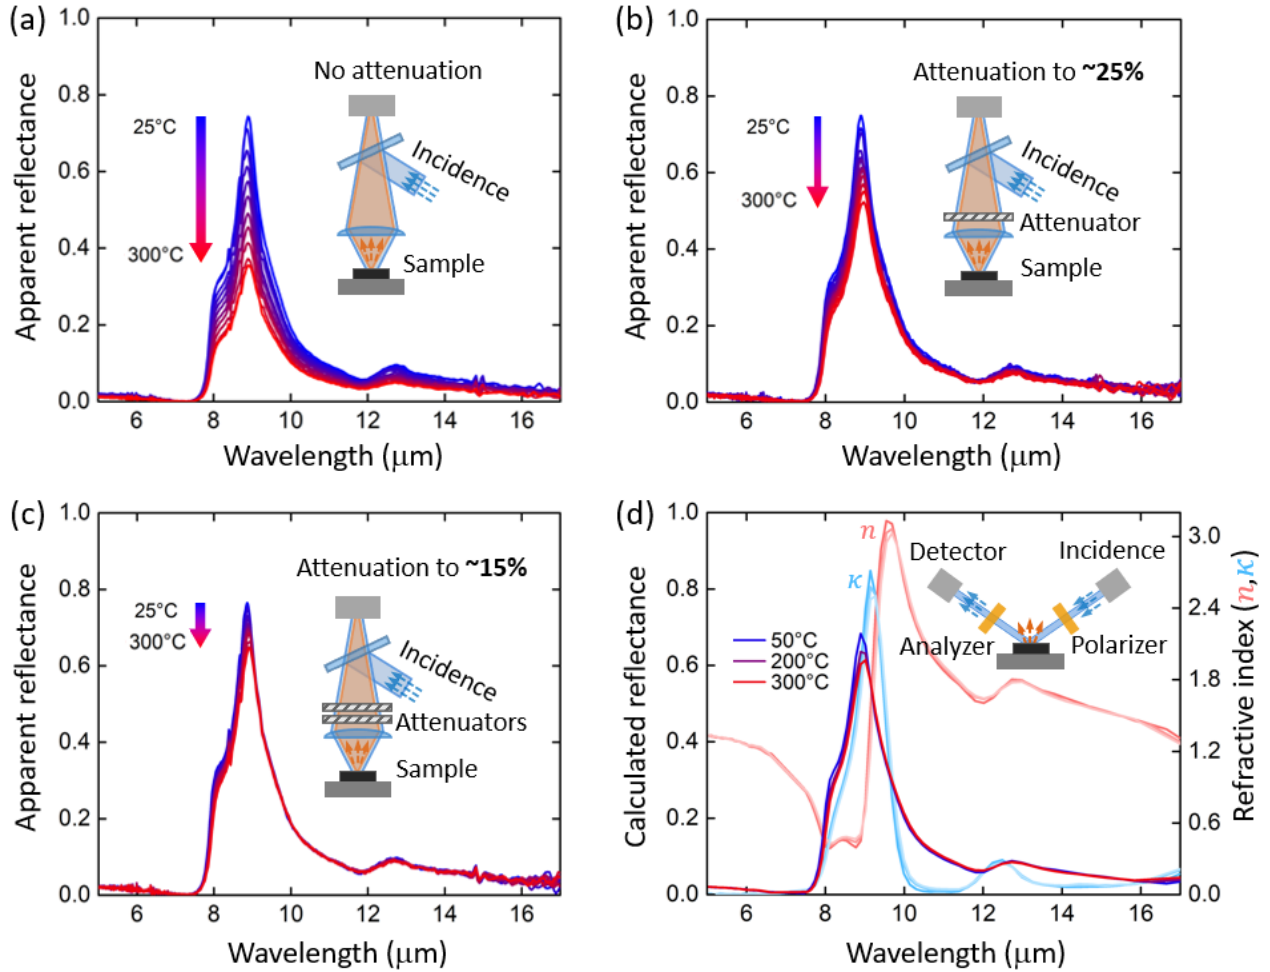 (a)
1.0
0.8
0.6
0.4
0.2
0.0
Apparent reflectance
25°C
300°C
No attenuation
Incidence
Sample
6 8 10 12 14 16
Wavelength (μm)
(b)
1.0
0.8
0.6
0.4
0.2
0.0
Apparent reflectance
25°C
300°C
Attenuation to ~25%
Incidence
Attenuator
Sample
6 8 10 12 14 16
Wavelength (μm)
(c)
1.0
0.8
0.6
0.4
0.2
0.0
Apparent reflectance
25°C
300°C
Attenuation to ~15%
Incidence
Attenuators
Sample
6 8 10 12 14 16
Wavelength (μm)
(d)
1.0
0.8
0.6
0.4
0.2
0.0
Calculated reflectance
n
κ
Detector
Incidence
Analyzer
Polarizer
50°C
200°C
300°C
3.0
2.4
1.8
1.2
0.6
0.0
Refractive index (n,κ)
6 8 10 12 14 16
Wavelength (μm)